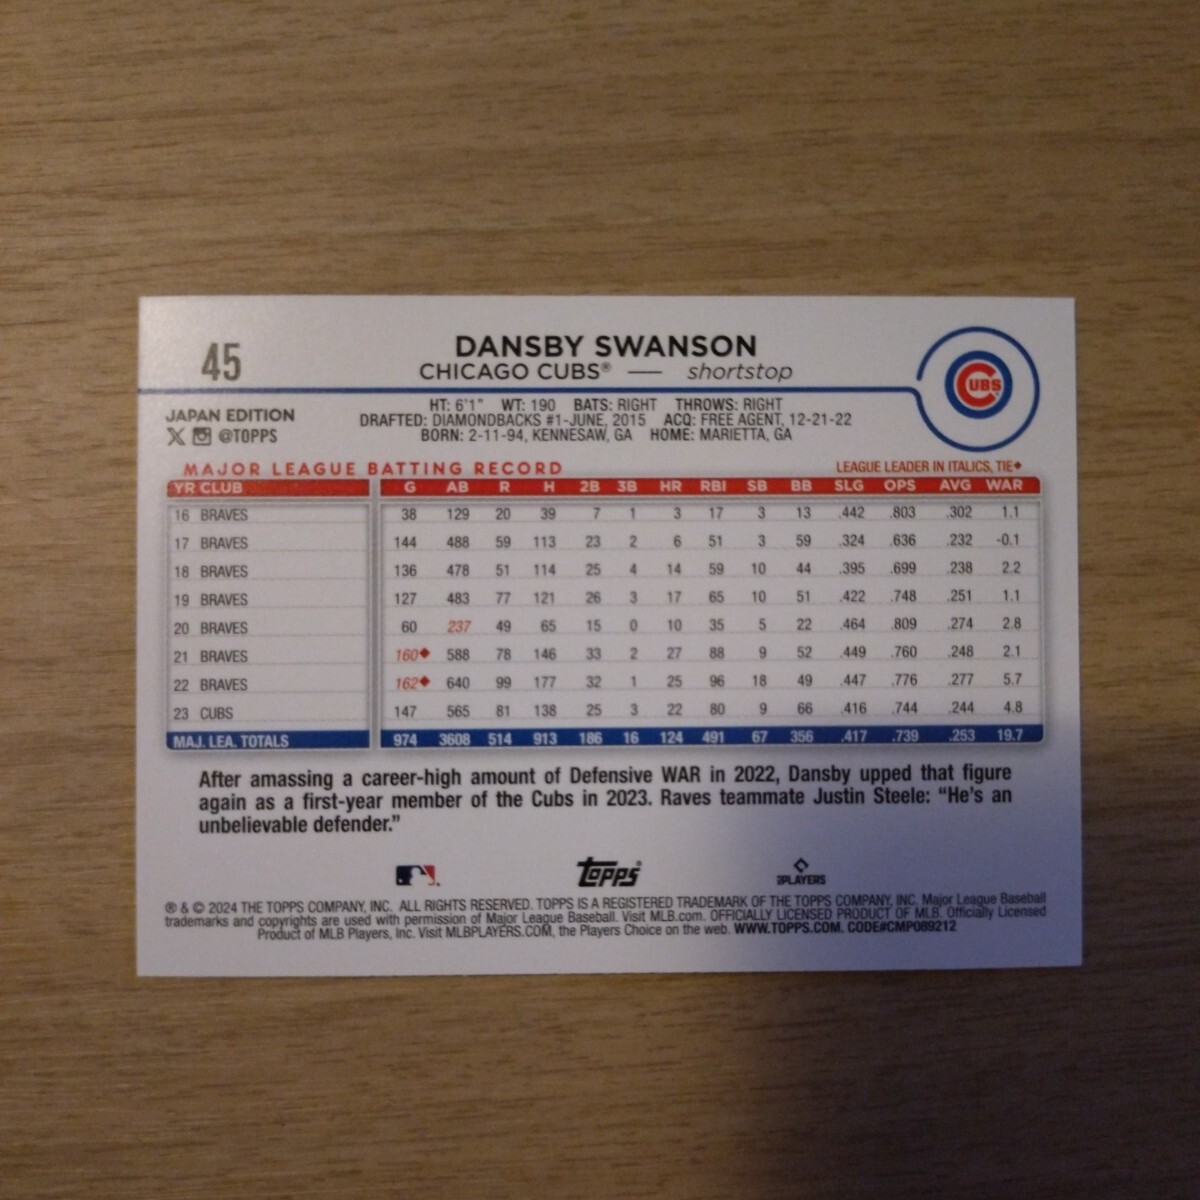 45
DANSBY SWANSON
CHICAGO CUBS® — shortstop
CUBS
JAPAN EDITION
@TOPPS
HT: 6'1" WT: 190 BATS: RIGHT THROWS: RIGHT
DRAFTED: DIAMONDBACKS #1-JUNE, 2015 ACQ: FREE AGENT, 12-21-22
BORN: 2-11-94, KENNESAW, GA HOME: MARIETTA, GA
MAJOR LEAGUE BATTING RECORD LEAGUE LEADER IN ITALICS, TIE◆
YR CLUB G AB R H 2B 3B HR RBI SB BB SLG OPS AVG WAR
16 BRAVES 38 129 20 39 7 1 3 17 3 13 .442 .803 .302 1.1
17 BRAVES 144 488 59 113 23 2 6 51 3 59 .324 .636 .232 -0.1
18 BRAVES 136 478 51 114 25 4 14 59 10 44 .395 .699 .238 2.2
19 BRAVES 127 483 77 121 26 3 17 65 10 51 .422 .748 .251 1.1
20 BRAVES 60 237 49 65 15 0 10 35 5 22 .464 .809 .274 2.8
21 BRAVES 160◆ 588 78 146 33 2 27 88 9 52 .449 .760 .248 2.1
22 BRAVES 162◆ 640 99 177 32 1 25 96 18 49 .447 .776 .277 5.7
23 CUBS 147 565 81 138 25 3 22 80 9 66 .416 .744 .244 4.8
MAJ. LEA. TOTALS 974 3608 514 913 186 16 124 491 67 356 .417 .739 .253 19.7
After amassing a career-high amount of Defensive WAR in 2022, Dansby upped that figure
again as a first-year member of the Cubs in 2023. Raves teammate Justin Steele: “He's an
unbelievable defender.”
topps®
PLAYERS
® & © 2024 THE TOPPS COMPANY, INC. ALL RIGHTS RESERVED. TOPPS IS A REGISTERED TRADEMARK OF THE TOPPS COMPANY, INC. Major League Baseball
trademarks and copyrights are used with permission of Major League Baseball. Visit MLB.com. OFFICIALLY LICENSED PRODUCT OF MLB. Officially Licensed
Product of MLB Players, Inc. Visit MLBPLAYERS.COM, the Players Choice on the web. WWW.TOPPS.COM. CODE#CMP089212